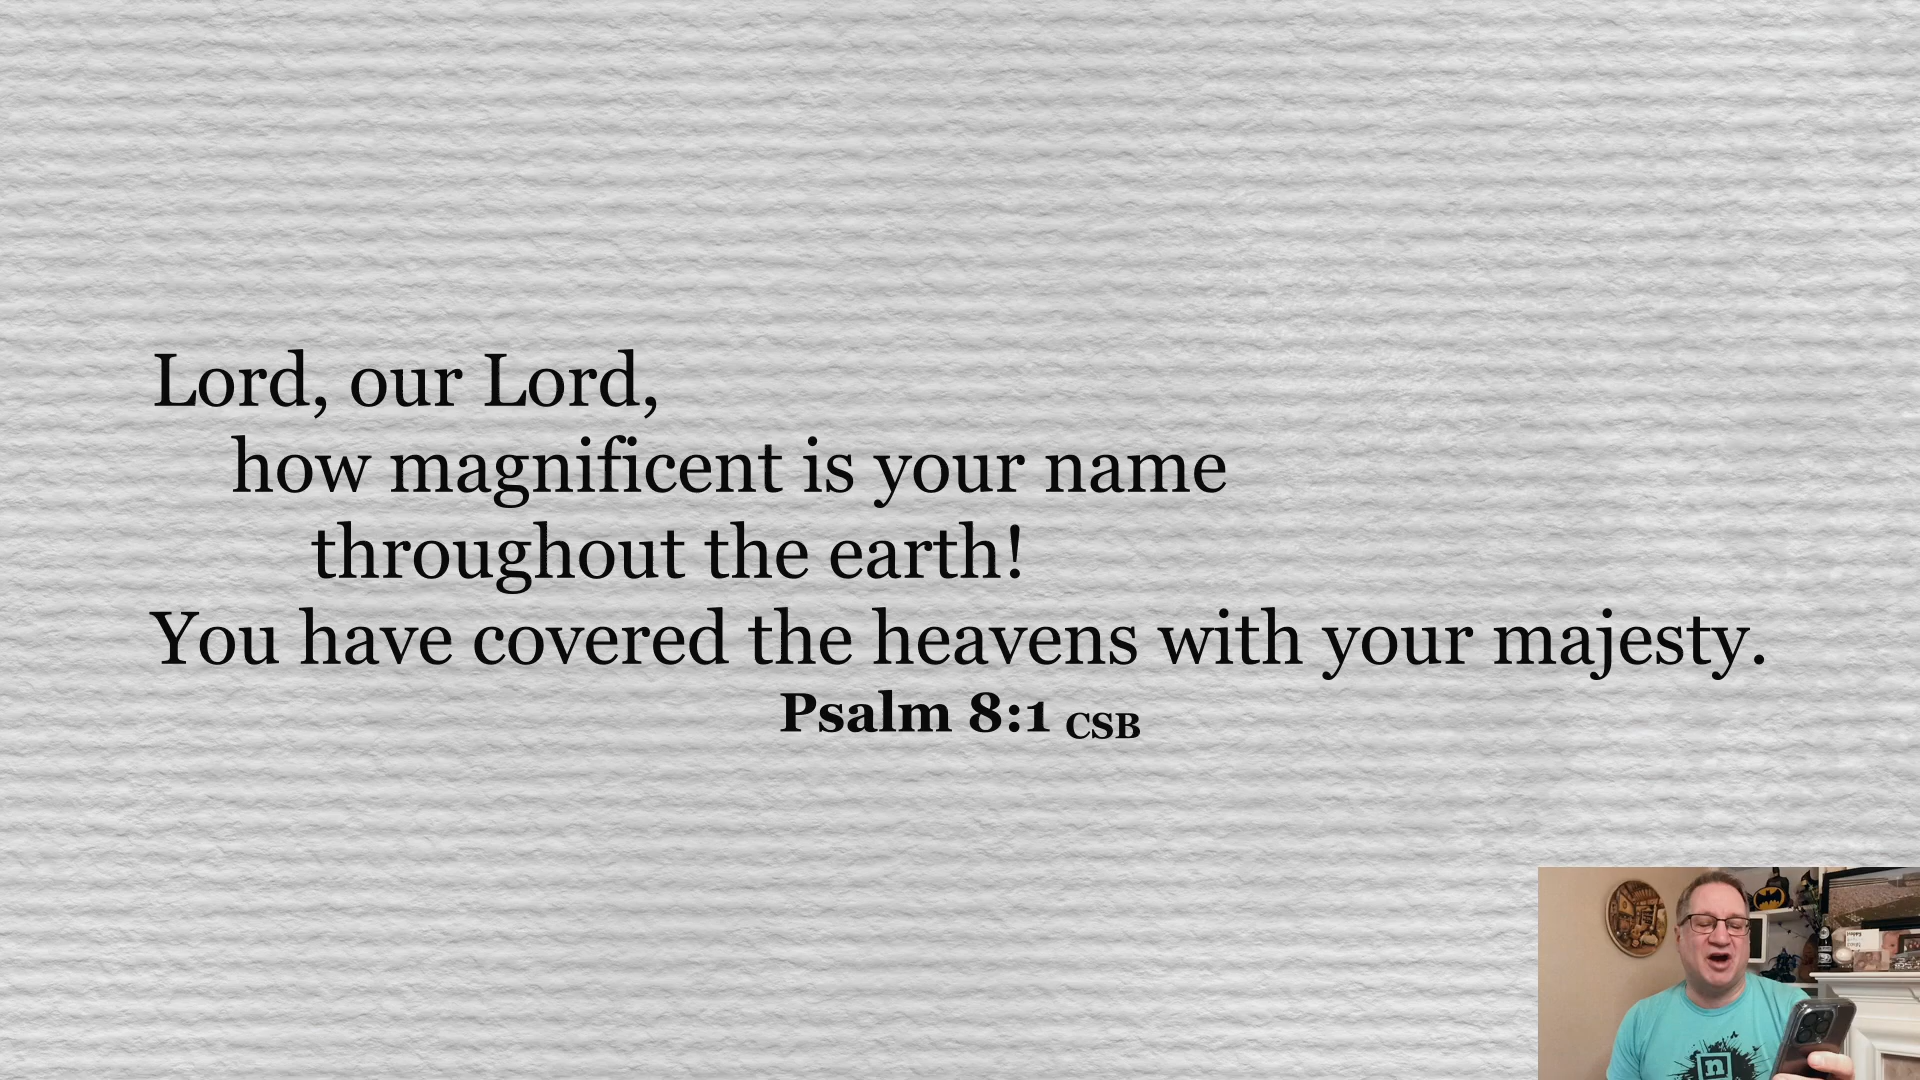 Lord, our Lord,
how magnificent is your name
throughout the earth!
You have covered the heavens with your majesty.
Psalm 8:1 CSB
n